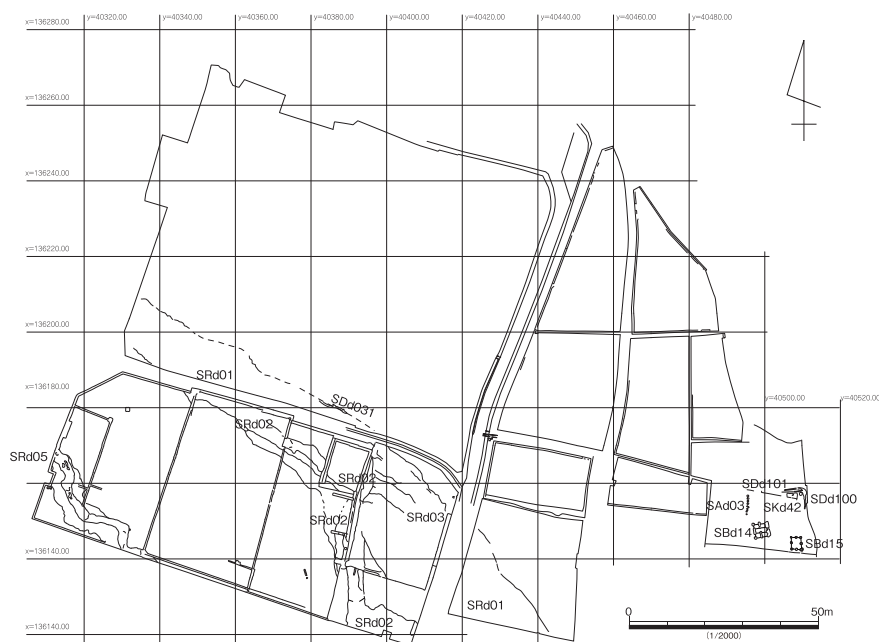 x=136280.00
y=40320.00
y=40340.00
y=40360.00
y=40380.00
y=40400.00
y=40420.00
y=40440.00
y=40460.00
y=40480.00
x=136260.00
x=136240.00
x=136220.00
x=136200.00
SRd01
x=136180.00
SDd031
y=40500.00
y=40520.00
SRd02
SRd05
SRd02
SDd101
SRd02
SRd03
SAd03
SKd42
SDd100
SBd14
SBd15
x=136140.00
SRd01
SRd02
x=136140.00
0
50m
(1/2000)